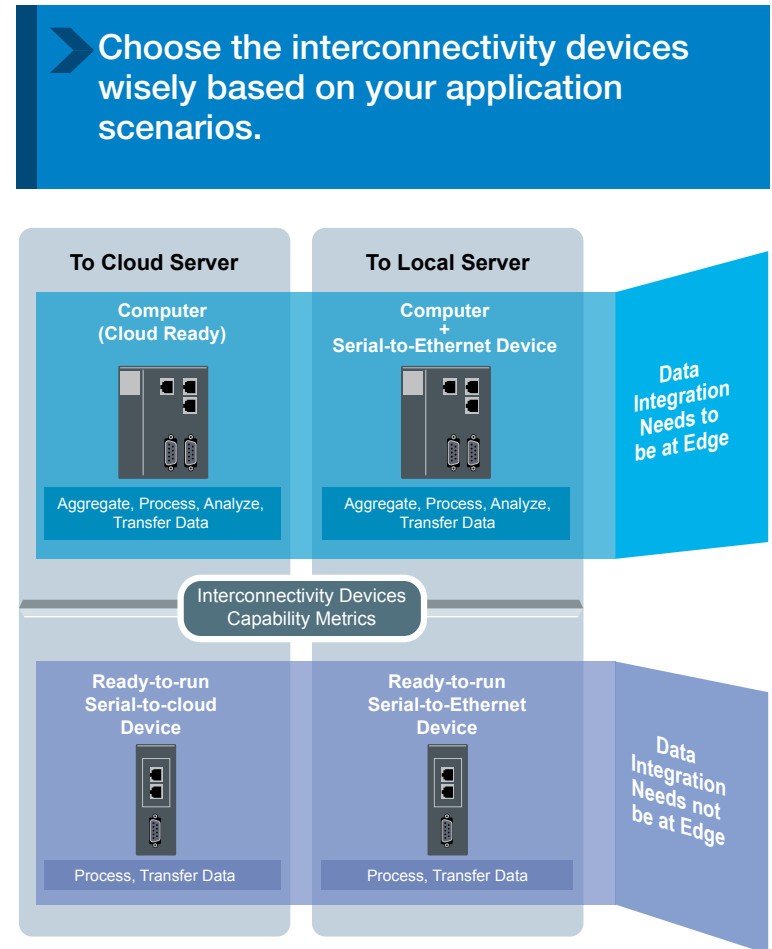 Choose the interconnectivity devices
wisely based on your application
scenarios.
To Cloud Server
To Local Server
Computer
(Cloud Ready)
Computer
+
Serial-to-Ethernet Device
Data
Integration
Needs to
be at Edge
Aggregate, Process, Analyze,
Transfer Data
Aggregate, Process, Analyze,
Transfer Data
Interconnectivity Devices
Capability Metrics
Ready-to-run
Serial-to-cloud
Device
Ready-to-run
Serial-to-Ethernet
Device
Data
Integration
Needs not
be at Edge
Process, Transfer Data
Process, Transfer Data